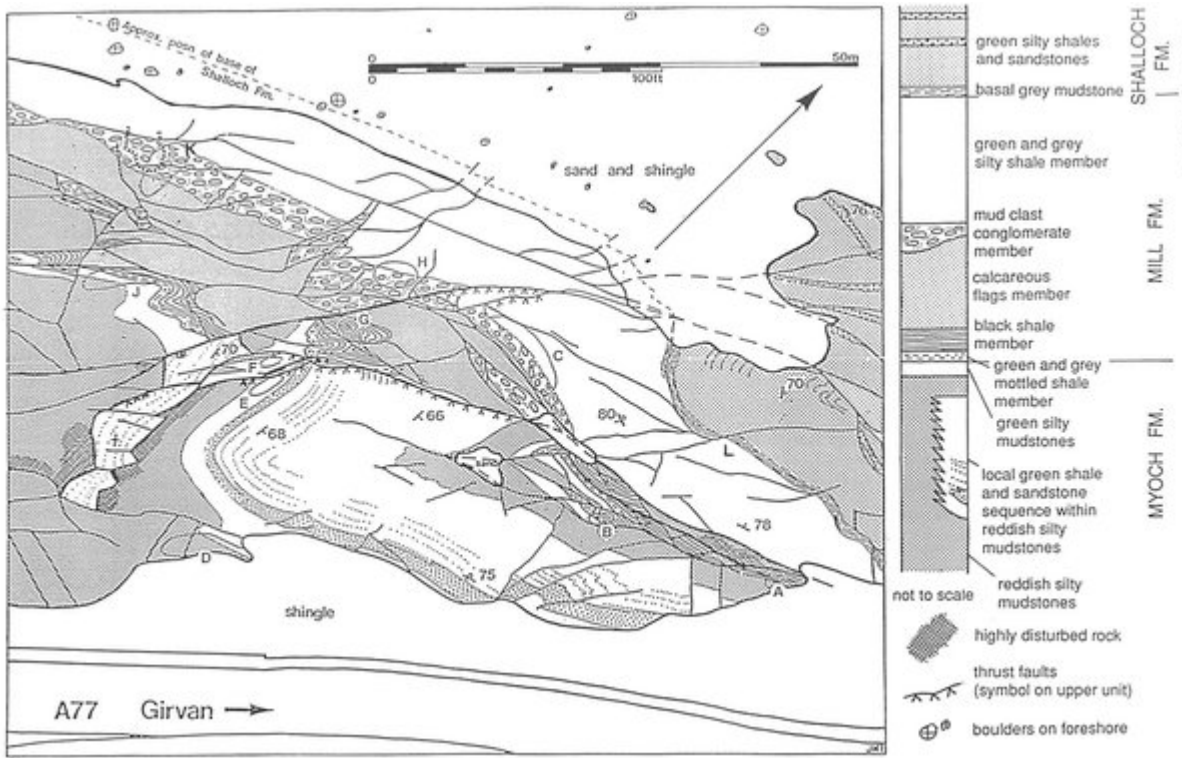 Approx. posn. of base of
Shalloch Fm.
0
50m
0
100ft
sand and shingle
K
H
J
G
C
70
F
E
66
68
80
L
70
76
78
B
75
A
D
shingle
A77 Girvan
green silty shales
and sandstones
basal grey mudstone
SHALLOCH
FM.
green and grey
silty shale member
mud clast
conglomerate
member
calcareous
flags member
black shale
member
MILL FM.
green and grey
mottled shale
member
green silty
mudstones
local green shale
and sandstone
sequence within
reddish silty
mudstones
reddish silty
mudstones
MYOCH FM.
not to scale
highly disturbed rock
thrust faults
(symbol on upper unit)
boulders on foreshore